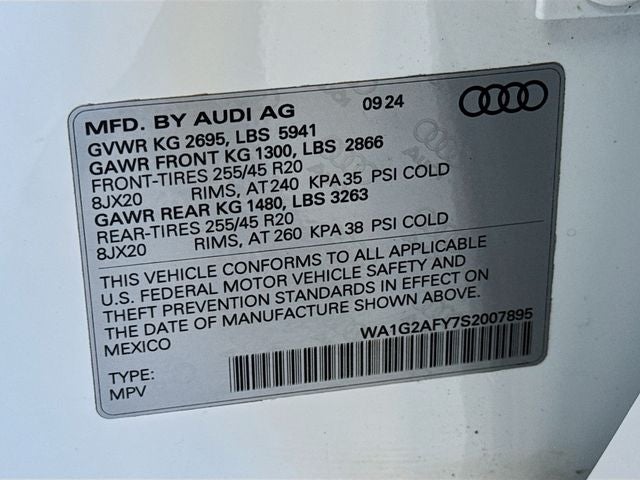 MFD. BY AUDI AG 09 24
GVWR KG 2695, LBS 5941
GAWR FRONT KG 1300, LBS 2866
FRONT-TIRES 255/45 R20
8JX20 RIMS, AT 240 KPA 35 PSI COLD
GAWR REAR KG 1480, LBS 3263
REAR-TIRES 255/45 R20
8JX20 RIMS, AT 260 KPA 38 PSI COLD
THIS VEHICLE CONFORMS TO ALL APPLICABLE
U.S. FEDERAL MOTOR VEHICLE SAFETY AND
THEFT PREVENTION STANDARDS IN EFFECT ON
THE DATE OF MANUFACTURE SHOWN ABOVE.
MEXICO WA1G2AFY7S2007895
TYPE:
MPV